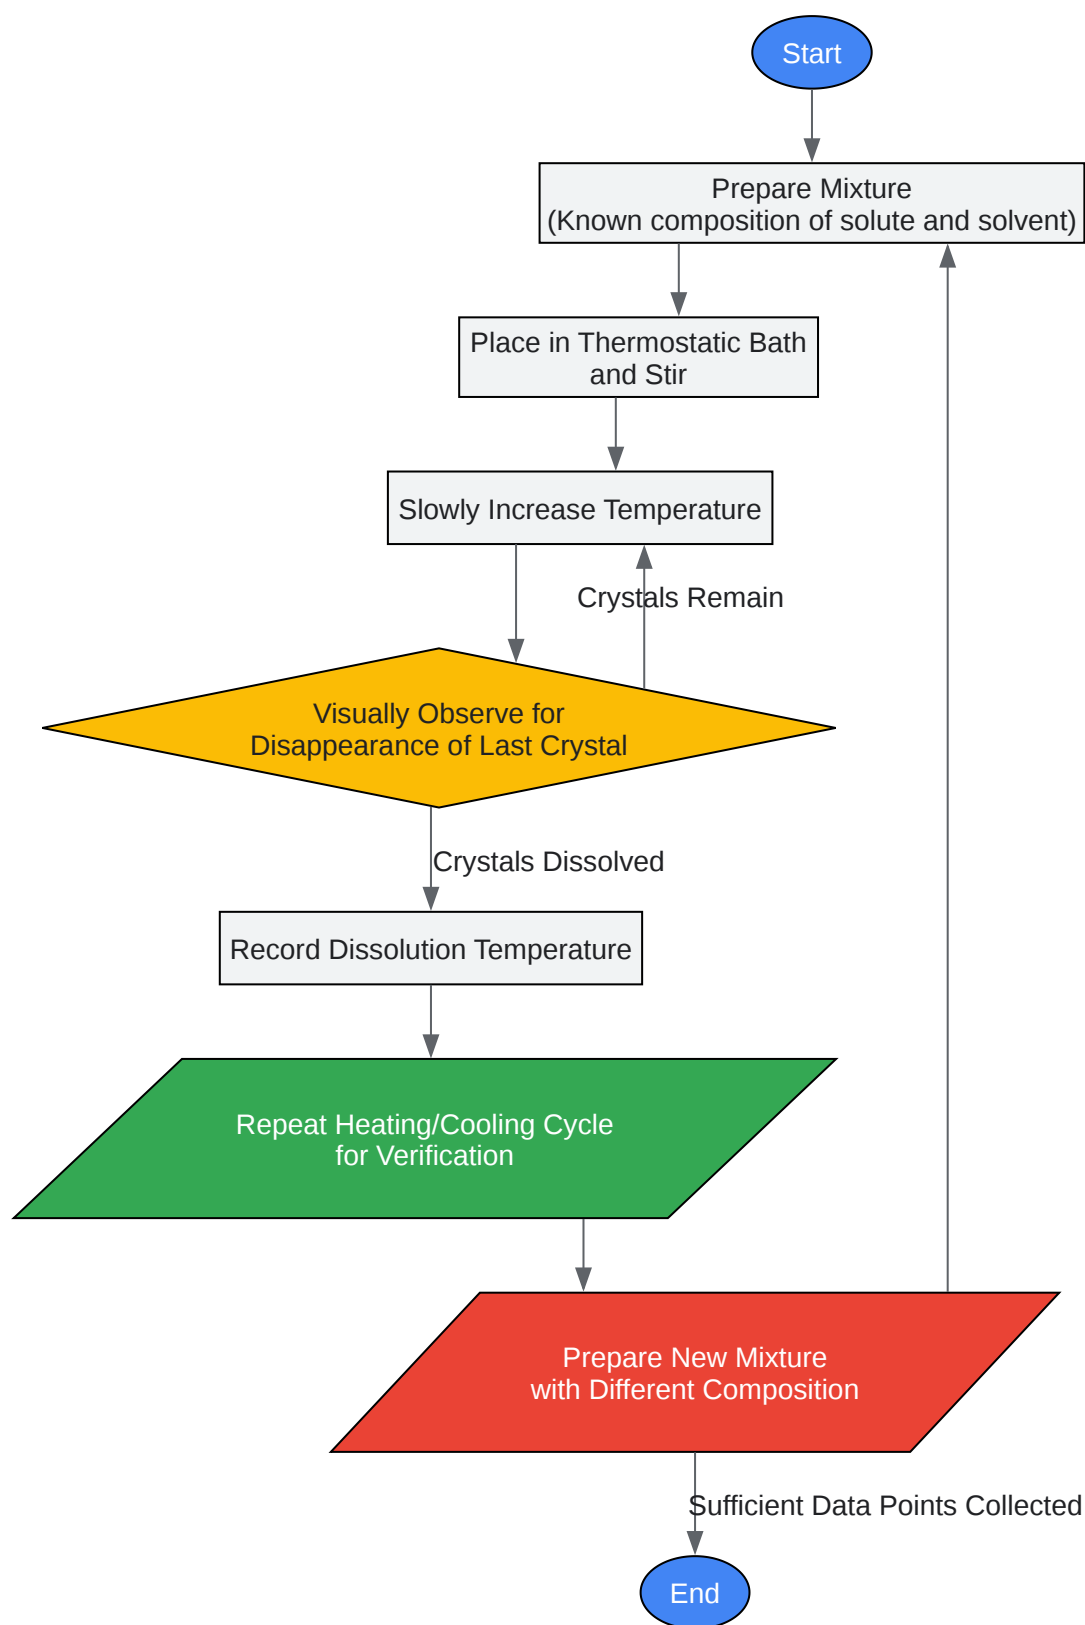 Start
Prepare Mixture
(Known composition of solute and solvent)
Place in Thermostatic Bath
and Stir
Slowly Increase Temperature
Crystals Remain
Visually Observe for
Disappearance of Last Crystal
Crystals Dissolved
Record Dissolution Temperature
Repeat Heating/Cooling Cycle
for Verification
Prepare New Mixture
with Different Composition
Sufficient Data Points Collected
End